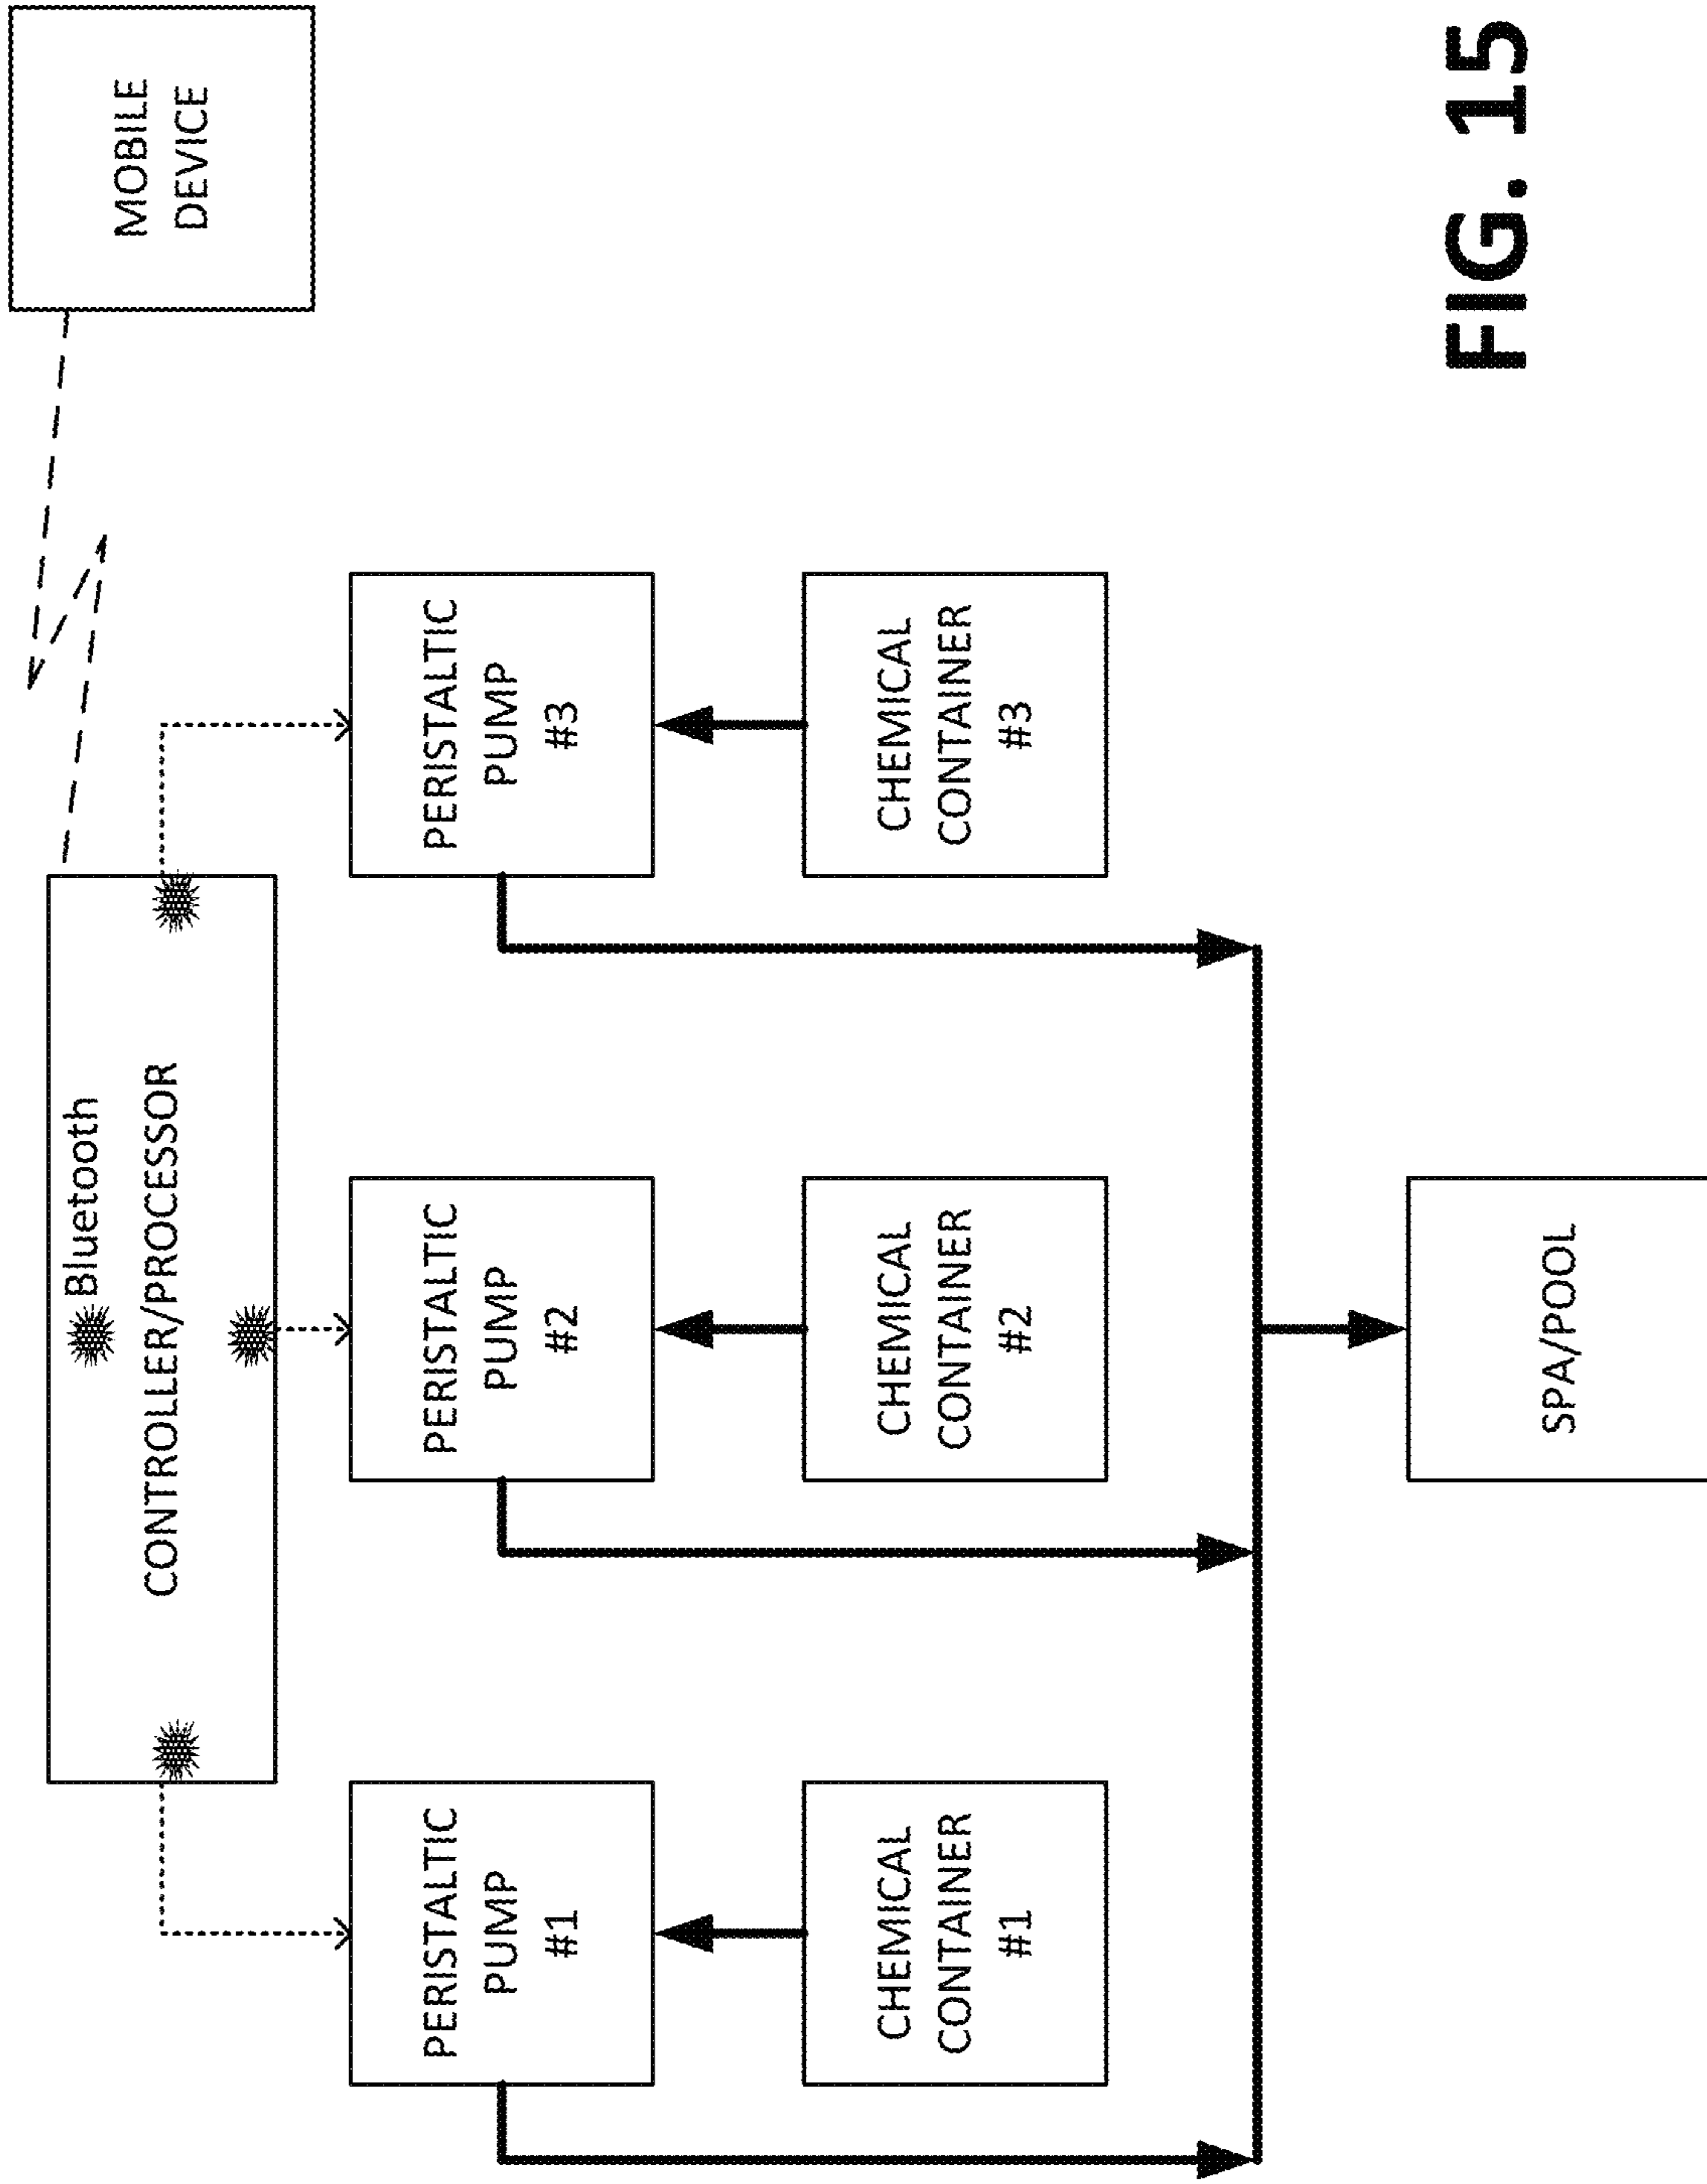 MOBILE
DEVICE
Bluetooth
CONTROLLER/PROCESSOR
PERISTALTIC
PUMP
#1
PERISTALTIC
PUMP
#2
PERISTALTIC
PUMP
#3
CHEMICAL
CONTAINER
#1
CHEMICAL
CONTAINER
#2
CHEMICAL
CONTAINER
#3
SPA/POOL
FIG. 15